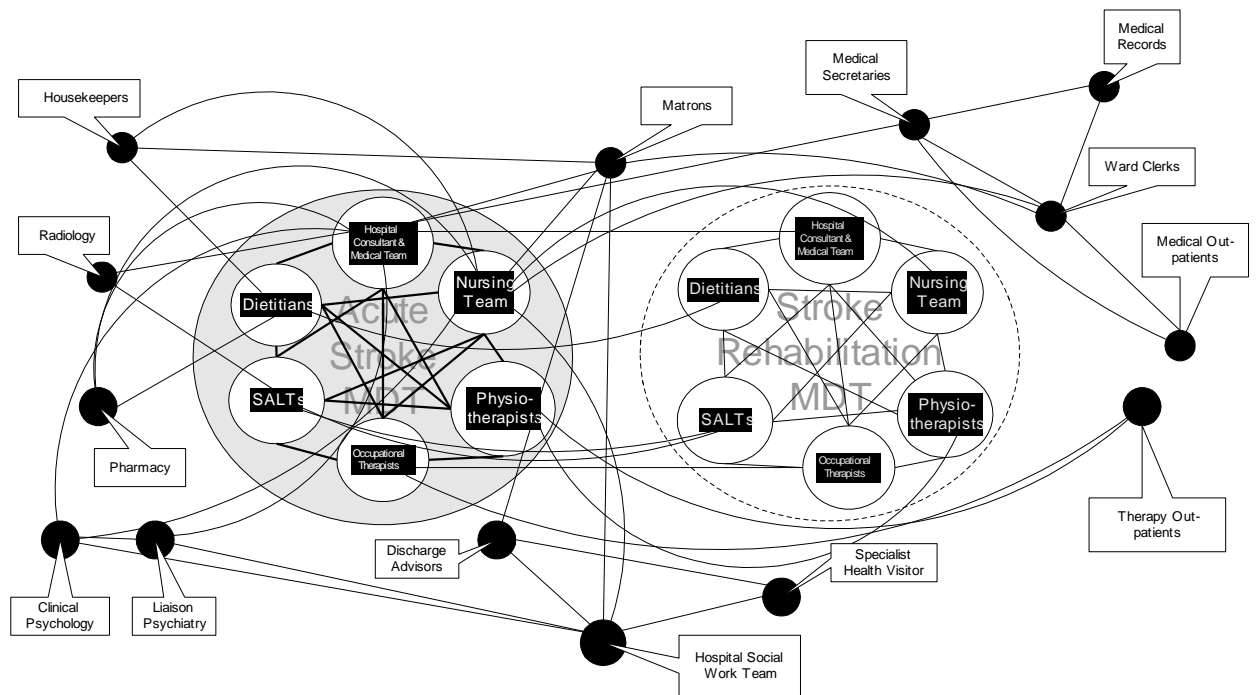 Medical
Records
Medical
Secretaries
Housekeepers
Matrons
Ward Clerks
Radiology
Medical Out-
patients
Hospital
Consultant &
Medical Team
Dietitians
Nursing
Team
SALTs
Physio-
therapists
Occupational
Therapists
Acute
Stroke
MDT
Hospital
Consultant &
Medical Team
Dietitians
Nursing
Team
SALTs
Physio-
therapists
Occupational
Therapists
Stroke
Rehabilitation
MDT
Pharmacy
Therapy Out-
patients
Discharge
Advisors
Specialist
Health Visitor
Clinical
Psychology
Liaison
Psychiatry
Hospital Social
Work Team